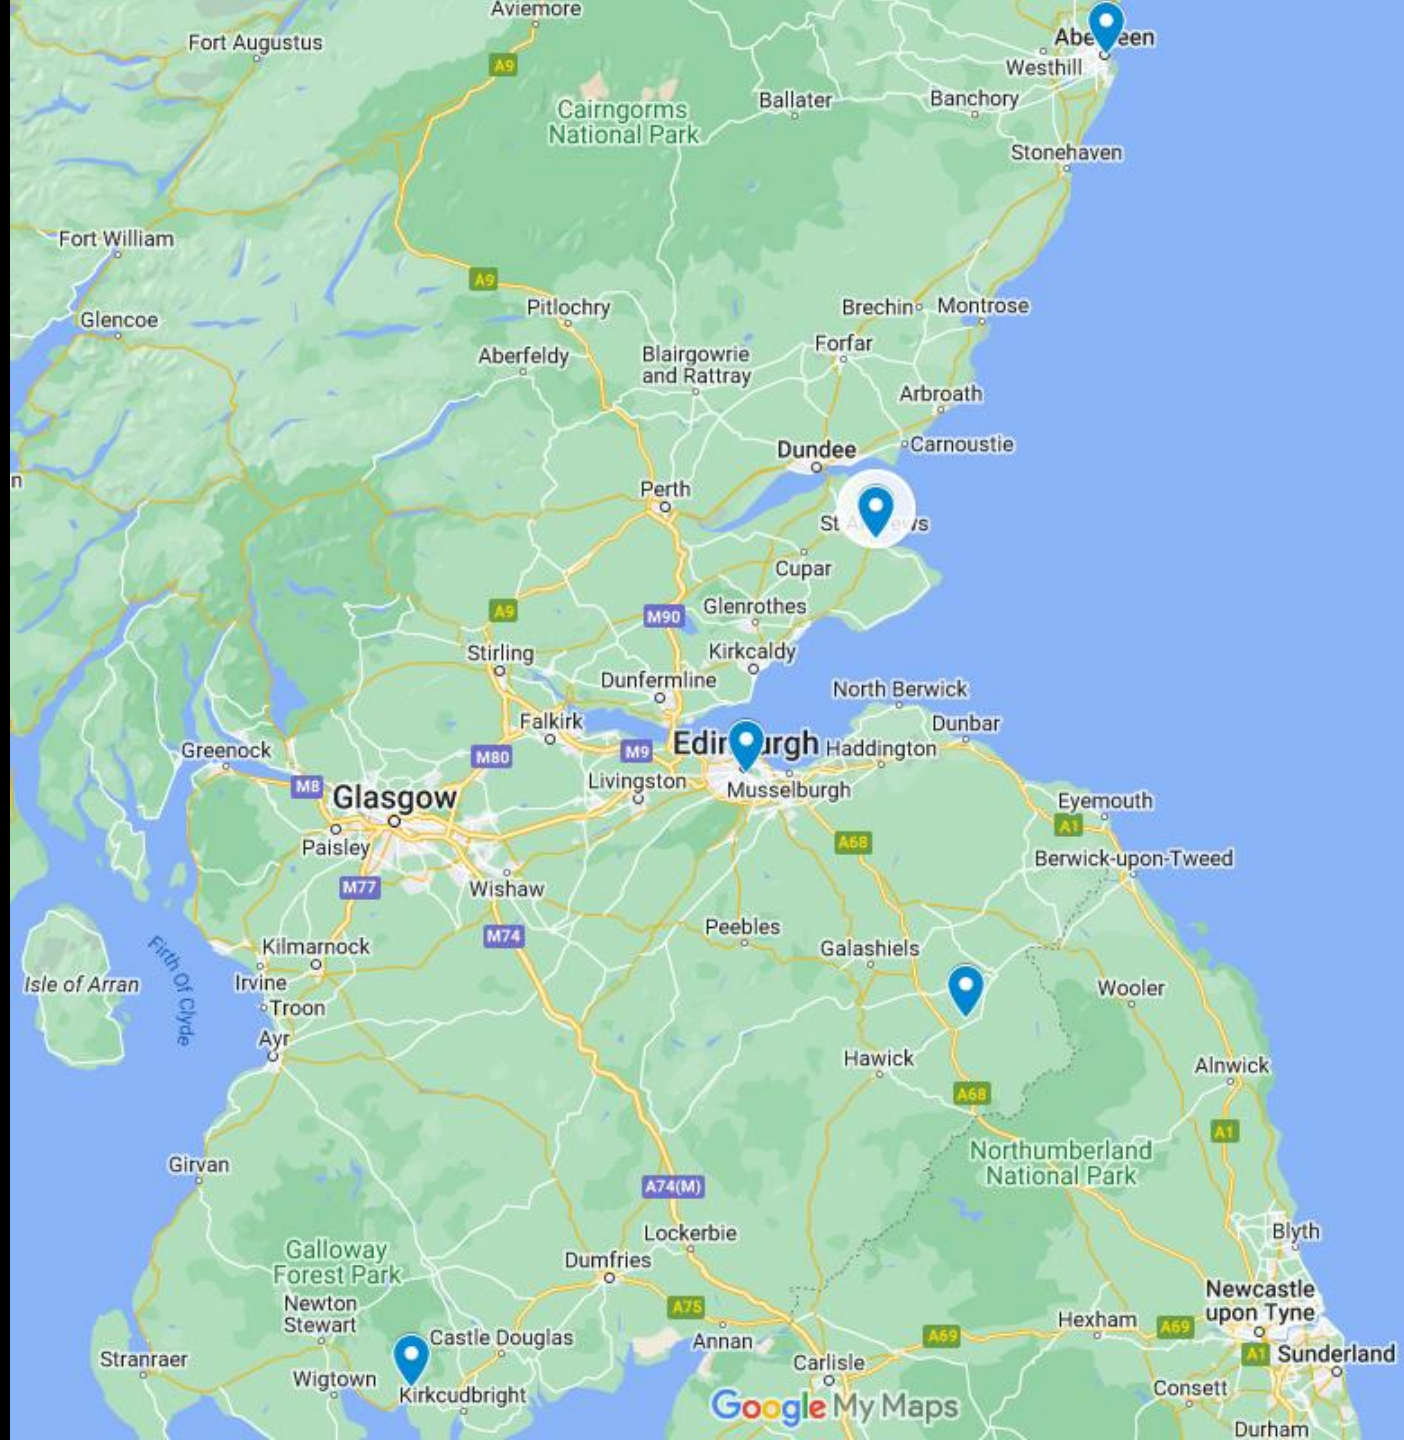 Aviemore
Fort Augustus
A9
Westhill
Cairngorms
National Park
Ballater
Banchory
Stonehaven
Fort William
A9
Pitlochry
Brechin
Montrose
Glencoe
Aberfeldy
Blairgowrie
and Rattray
Forfar
Arbroath
Dundee
Carnoustie
n
Perth
St
Cupar
A9
M90
Glenrothes
Stirling
Kirkcaldy
Dunfermline
North Berwick
Falkirk
Dunbar
Greenock
M80
M9
Edinburgh
Haddington
M8
Glasgow
Livingston
Musselburgh
Eyemouth
A1
Paisley
A68
Berwick-upon-Tweed
M77
Wishaw
M74
Peebles
Kilmarnock
Galashiels
Firth Of Clyde
Isle of Arran
Irvine
Wooler
Troon
Ayr
Hawick
Alnwick
A68
A1
Northumberland
National Park
Girvan
A74(M)
Lockerbie
Blyth
Galloway
Forest Park
Dumfries
Newcastle
upon Tyne
Newton
Stewart
A75
Hexham
A69
A69
Castle Douglas
Annan
A1
Sunderland
Stranraer
Carlisle
Wigtown
Kirkcudbright
Consett
Google My Maps
Durham